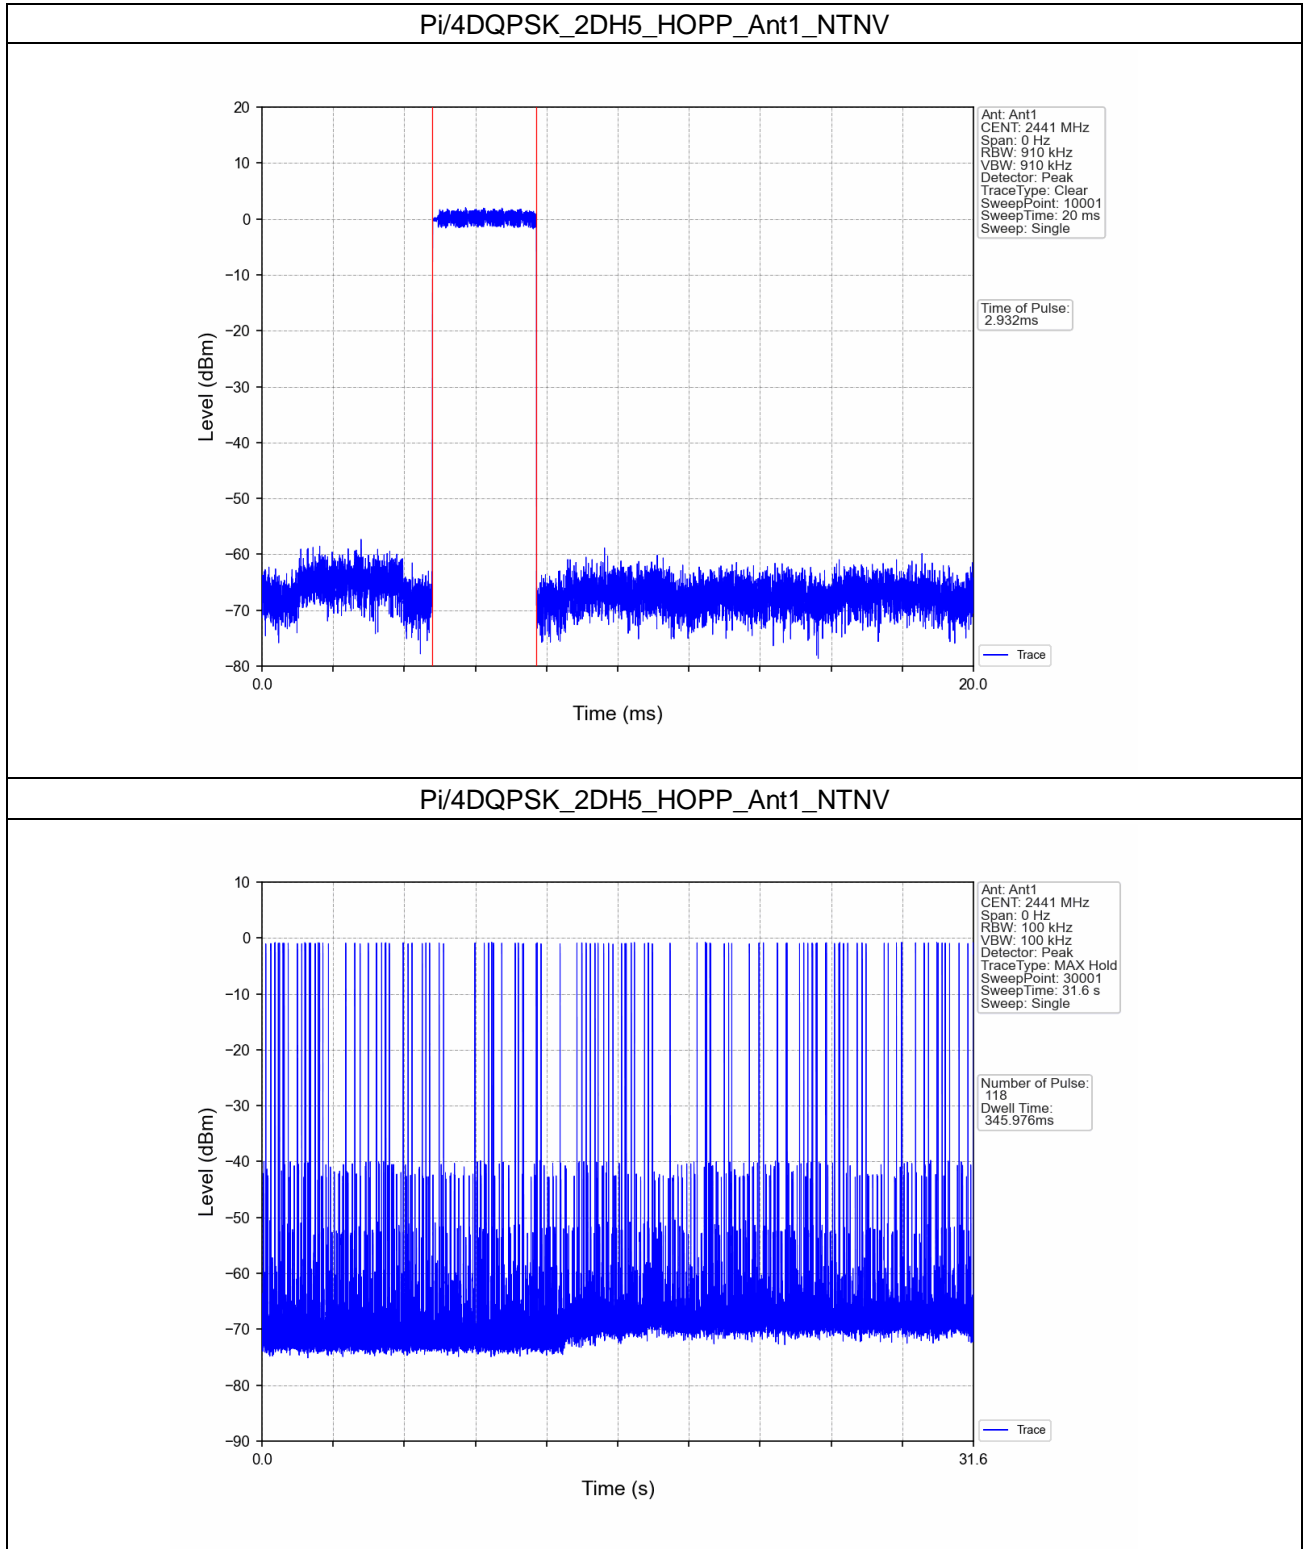 Pi/4DQPSK_2DH5_HOPP_Ant1_NTNV
20
10
0
−10
−20
−30
−40
−50
−60
−70
−80
Level (dBm)
0.0
20.0
Time (ms)
Ant: Ant1
CENT: 2441 MHz
Span: 0 Hz
RBW: 910 kHz
VBW: 910 kHz
Detector: Peak
TraceType: Clear
SweepPoint: 10001
SweepTime: 20 ms
Sweep: Single
Time of Pulse:
2.932ms
Trace
Pi/4DQPSK_2DH5_HOPP_Ant1_NTNV
10
0
−10
−20
−30
−40
−50
−60
−70
−80
−90
Level (dBm)
0.0
31.6
Time (s)
Ant: Ant1
CENT: 2441 MHz
Span: 0 Hz
RBW: 100 kHz
VBW: 100 kHz
Detector: Peak
TraceType: MAX Hold
SweepPoint: 30001
SweepTime: 31.6 s
Sweep: Single
Number of Pulse:
118
Dwell Time:
345.976ms
Trace